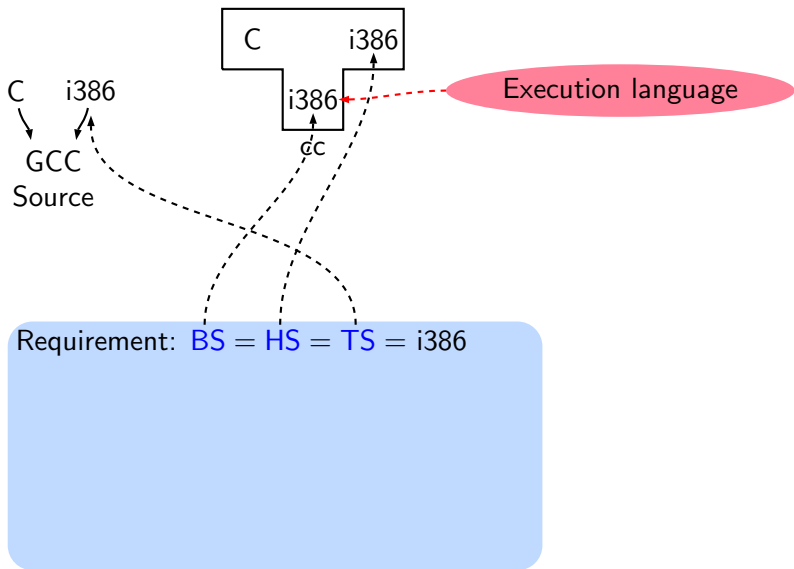 C i386
i386 Execution language
C i386
cc
GCC
Source
Requirement: BS = HS = TS = i386